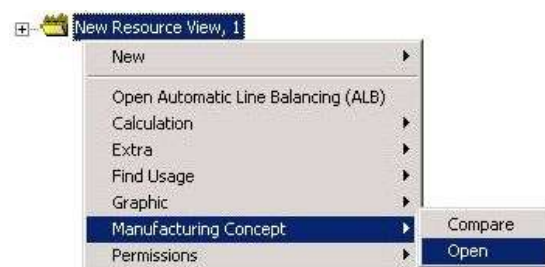 New Resource View, 1
New
Open Automatic Line Balancing (ALB)
Calculation
Extra
Find Usage
Graphic
Manufacturing Concept
Compare
Permissions
Open